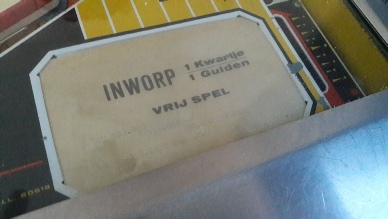 INWORP 1 Kwartje
1 Gulden
VRIJ SPEL